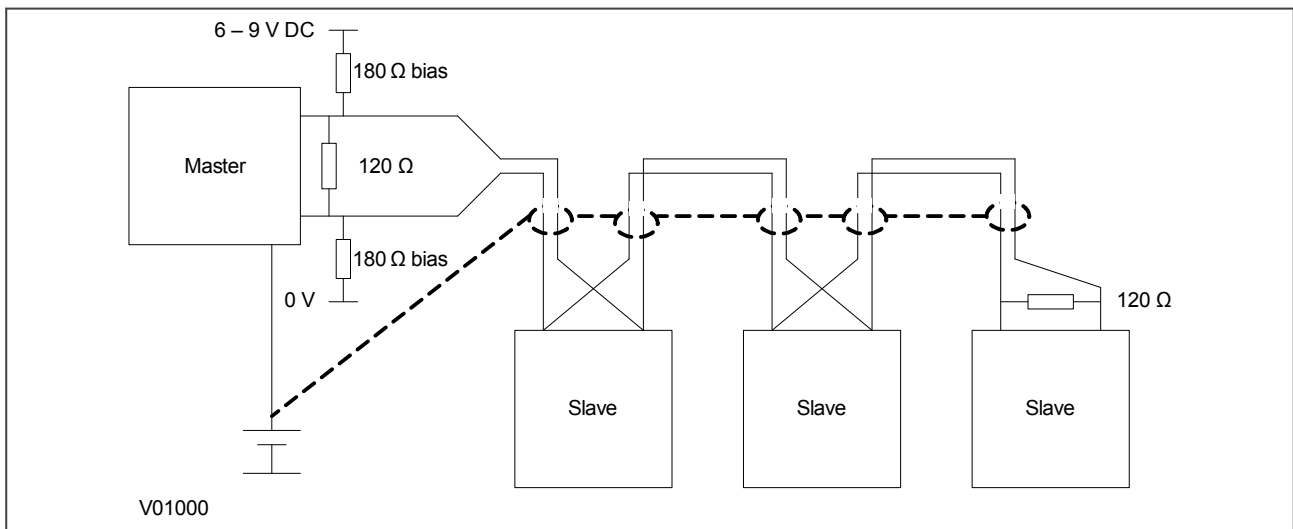 6 – 9 V DC
180 Ω bias
Master
120 Ω
180 Ω bias
0 V
120 Ω
Slave
Slave
Slave
V01000